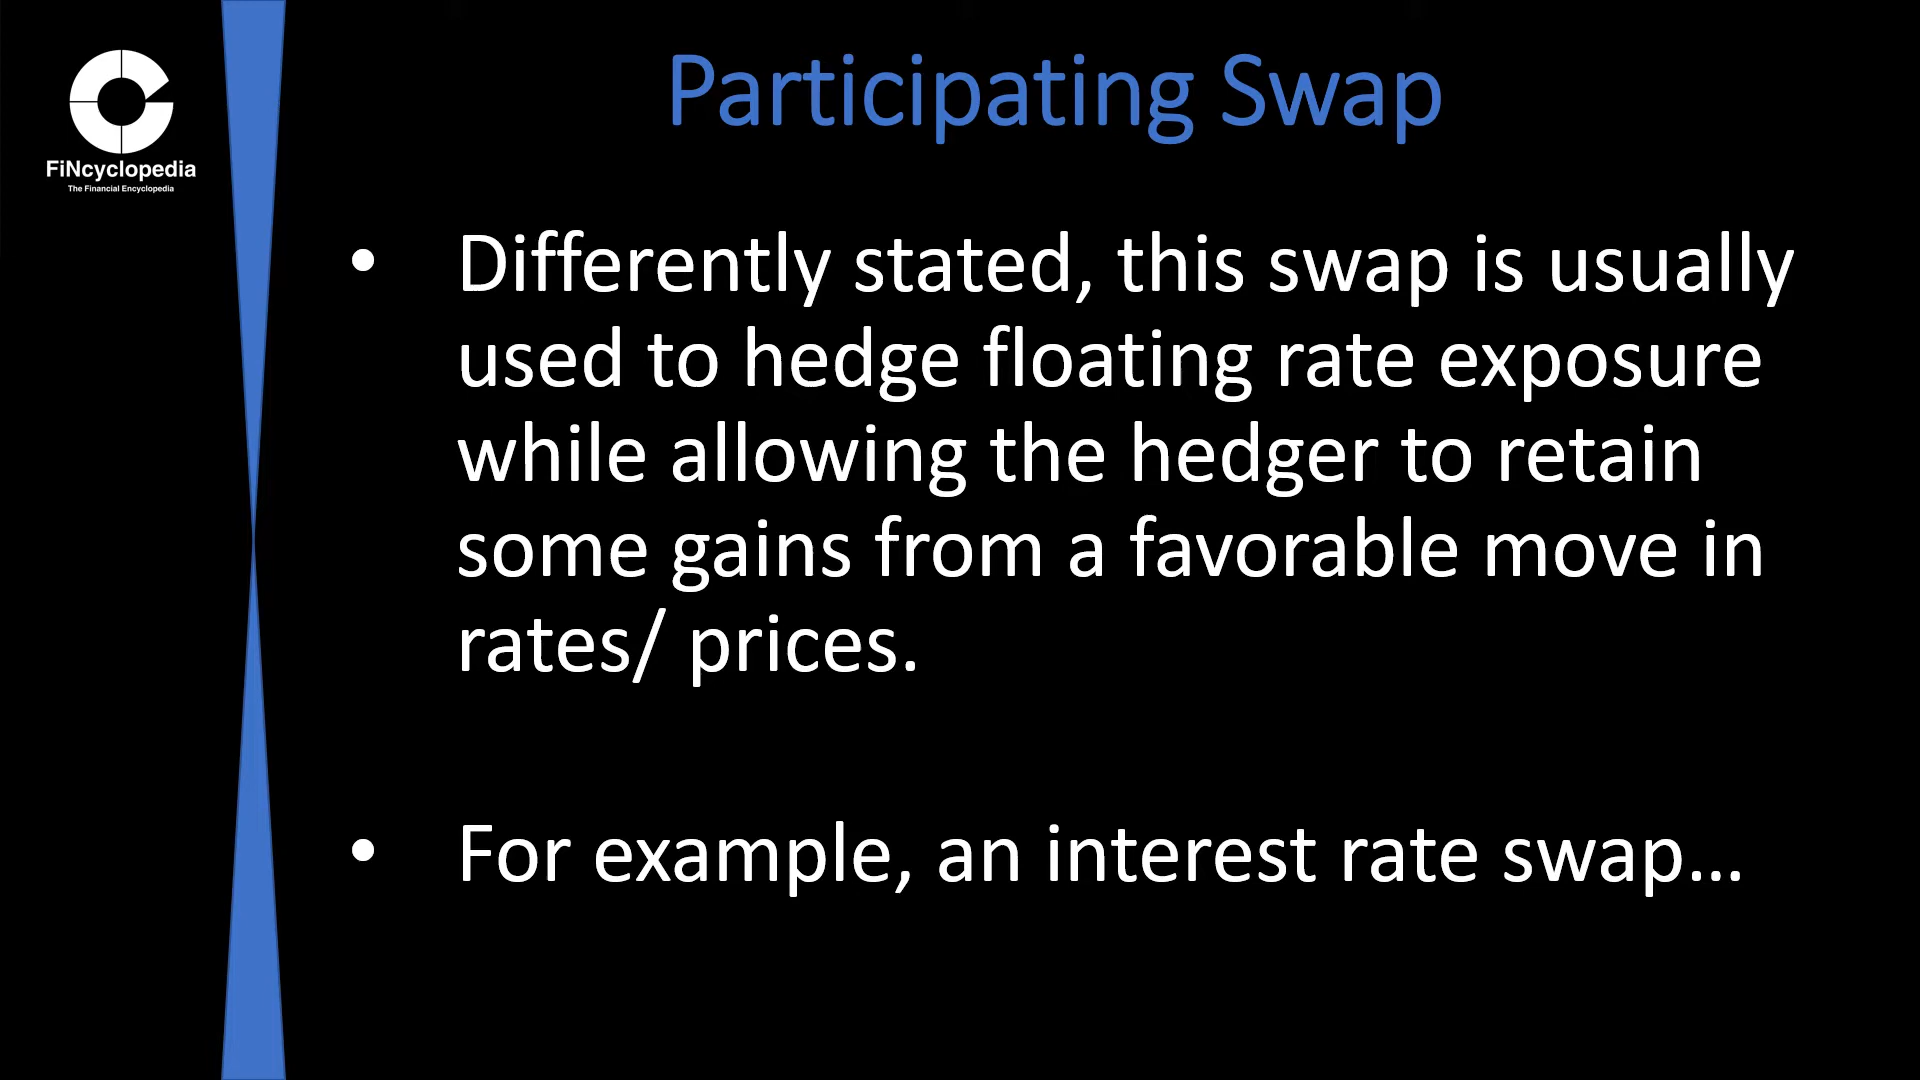 FiNcyclopedia
The Financial Encyclopedia
Participating Swap
• Differently stated, this swap is usually
used to hedge floating rate exposure
while allowing the hedger to retain
some gains from a favorable move in
rates/ prices.
• For example, an interest rate swap...